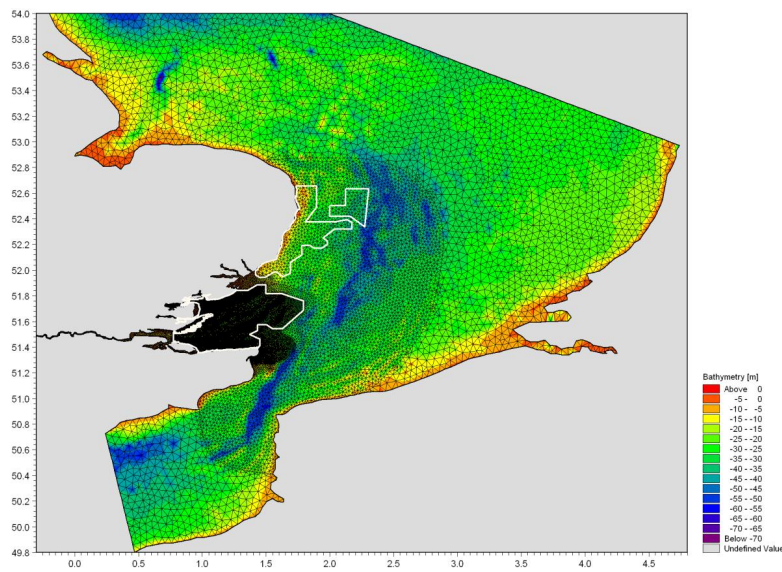 54.0
53.8
53.6
53.4
53.2
53.0
52.8
52.6
52.4
52.2
52.0
51.8
51.6
51.4
51.2
51.0
50.8
50.6
50.4
50.2
50.0
49.8
0.0 0.5 1.0 1.5 2.0 2.5 3.0 3.5 4.0 4.5
Bathymetry [m]
Above 0
-5 - 0
-10 - -5
-15 - -10
-20 - -15
-25 - -20
-30 - -25
-35 - -30
-40 - -35
-45 - -40
-50 - -45
-55 - -50
-60 - -55
-65 - -60
-70 - -65
Below -70
Undefined Value